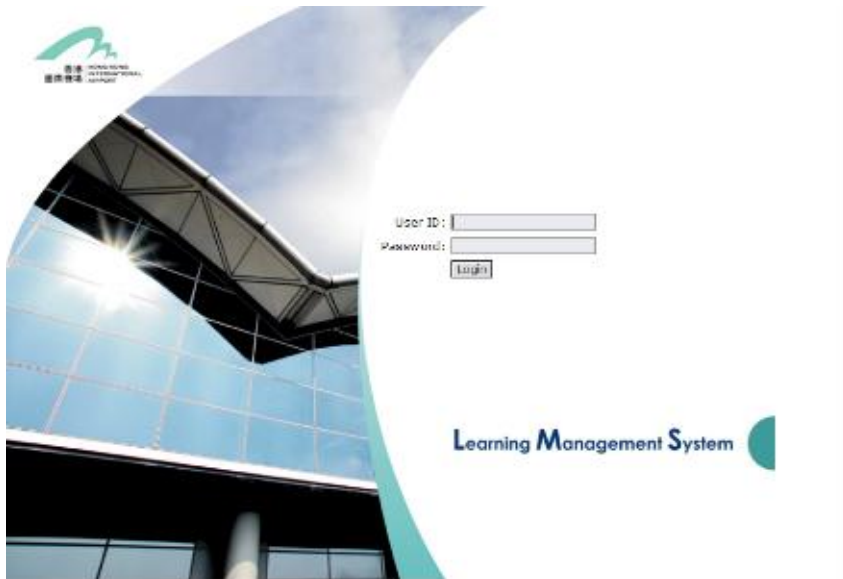 香港
國際機場
HONG KONG
INTERNATIONAL
AIRPORT
User ID:
Password:
Login
Learning Management System